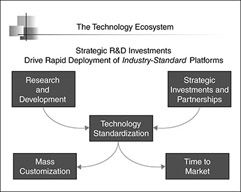 The Technology Ecosystem
Strategic R&D Investments
Drive Rapid Deployment of Industry-Standard Platforms
Research
and
Development
Strategic
Investments and
Partnerships
Technology
Standardization
Mass
Customization
Time to
Market